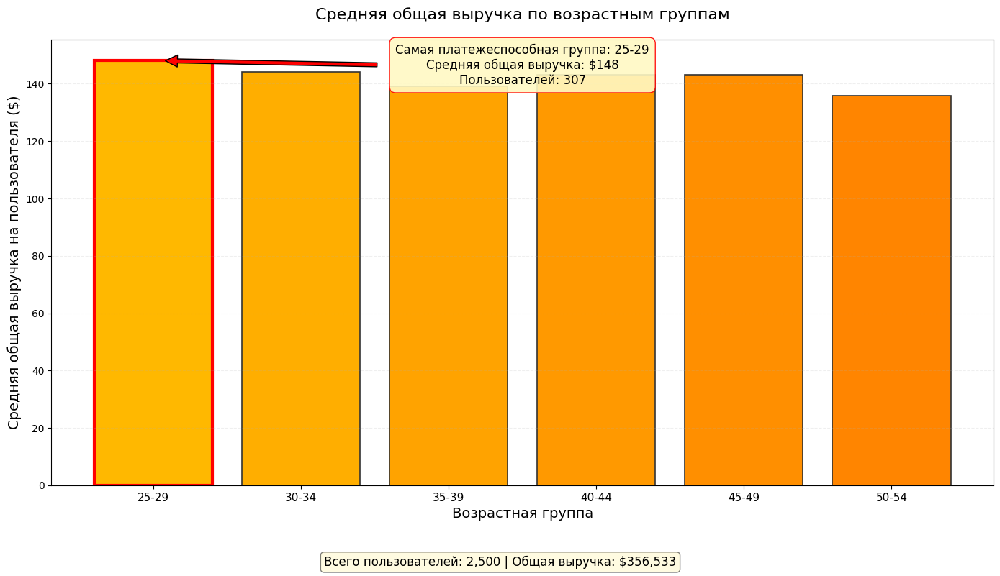 Средняя общая выручка по возрастным группам
Самая платежеспособная группа: 25-29
Средняя общая выручка: $148
Пользователей: 307
Средняя общая выручка на пользователя ($)
140
120
100
80
60
40
20
0
25-29
30-34
35-39
40-44
45-49
50-54
Возрастная группа
Всего пользователей: 2,500 | Общая выручка: $356,533